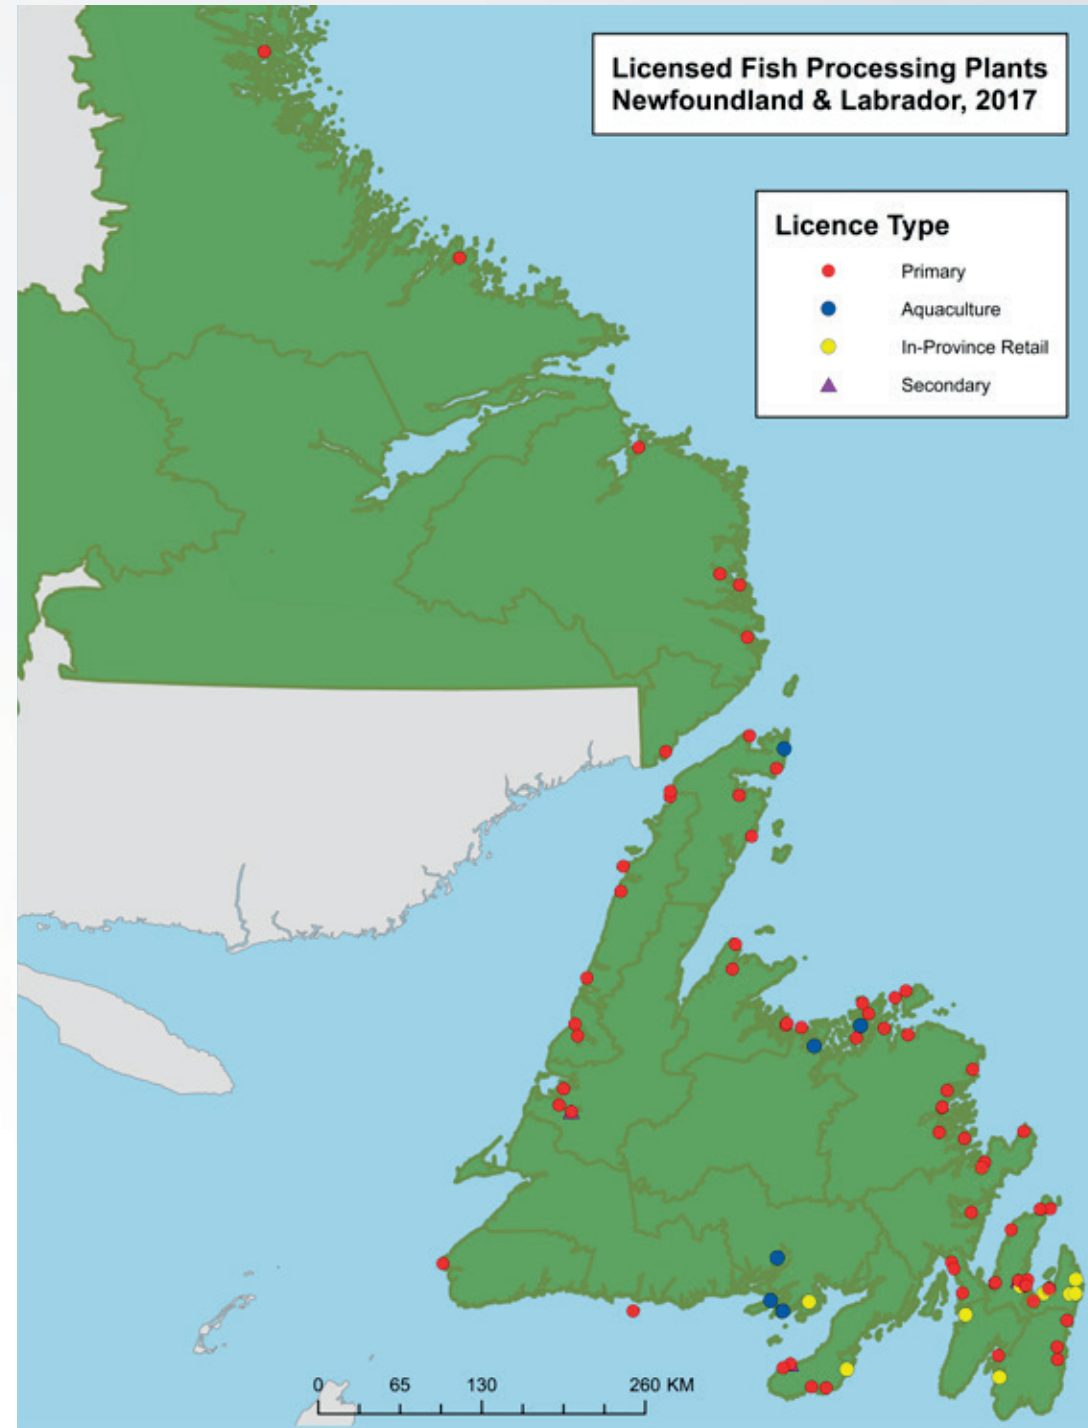 Licensed Fish Processing Plants
Newfoundland & Labrador, 2017
Licence Type
Primary
Aquaculture
In-Province Retail
Secondary
0 65 130 260 KM